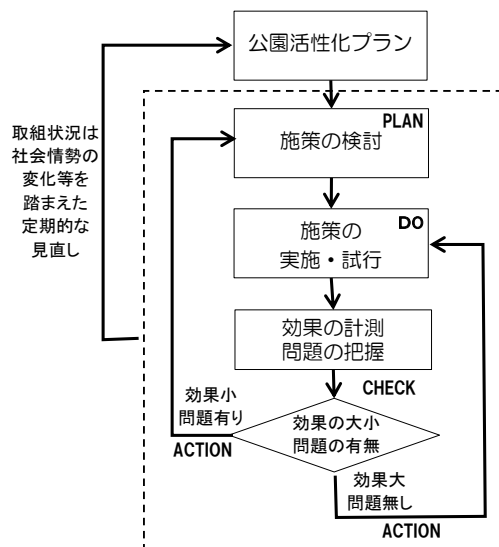 公園活性化プラン
PLAN
施策の検討
取組状況は
社会情勢の
変化等を
踏まえた
定期的な
見直し
DO
施策の
実施・試行
効果の計測
問題の把握
CHECK
効果小
問題有り
ACTION
効果の大小
問題の有無
効果大
問題無し
ACTION